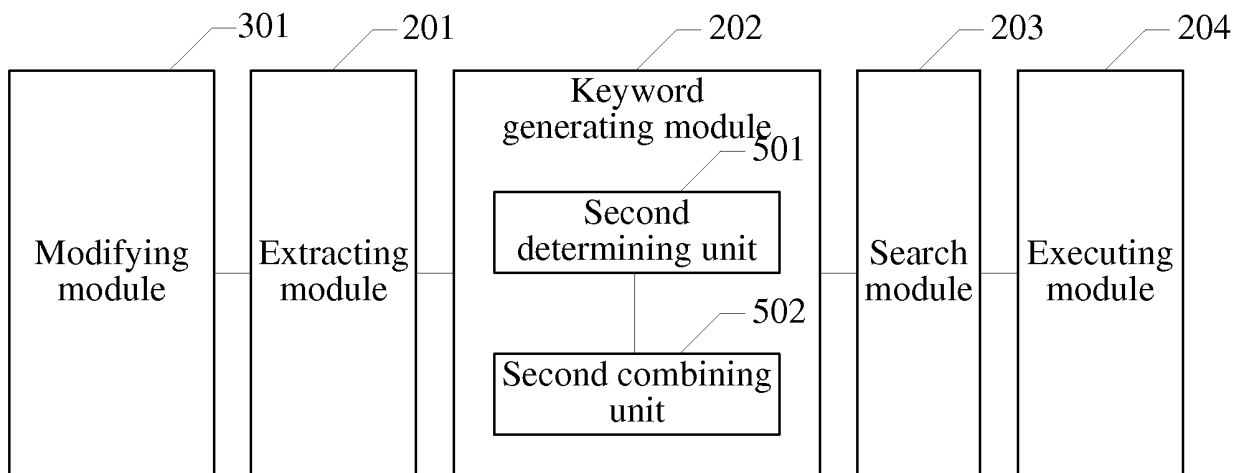 301
201
202
203
204
Keyword
generating module
501
Second
determining unit
Modifying
module
Extracting
module
Search
module
Executing
module
502
Second combining
unit